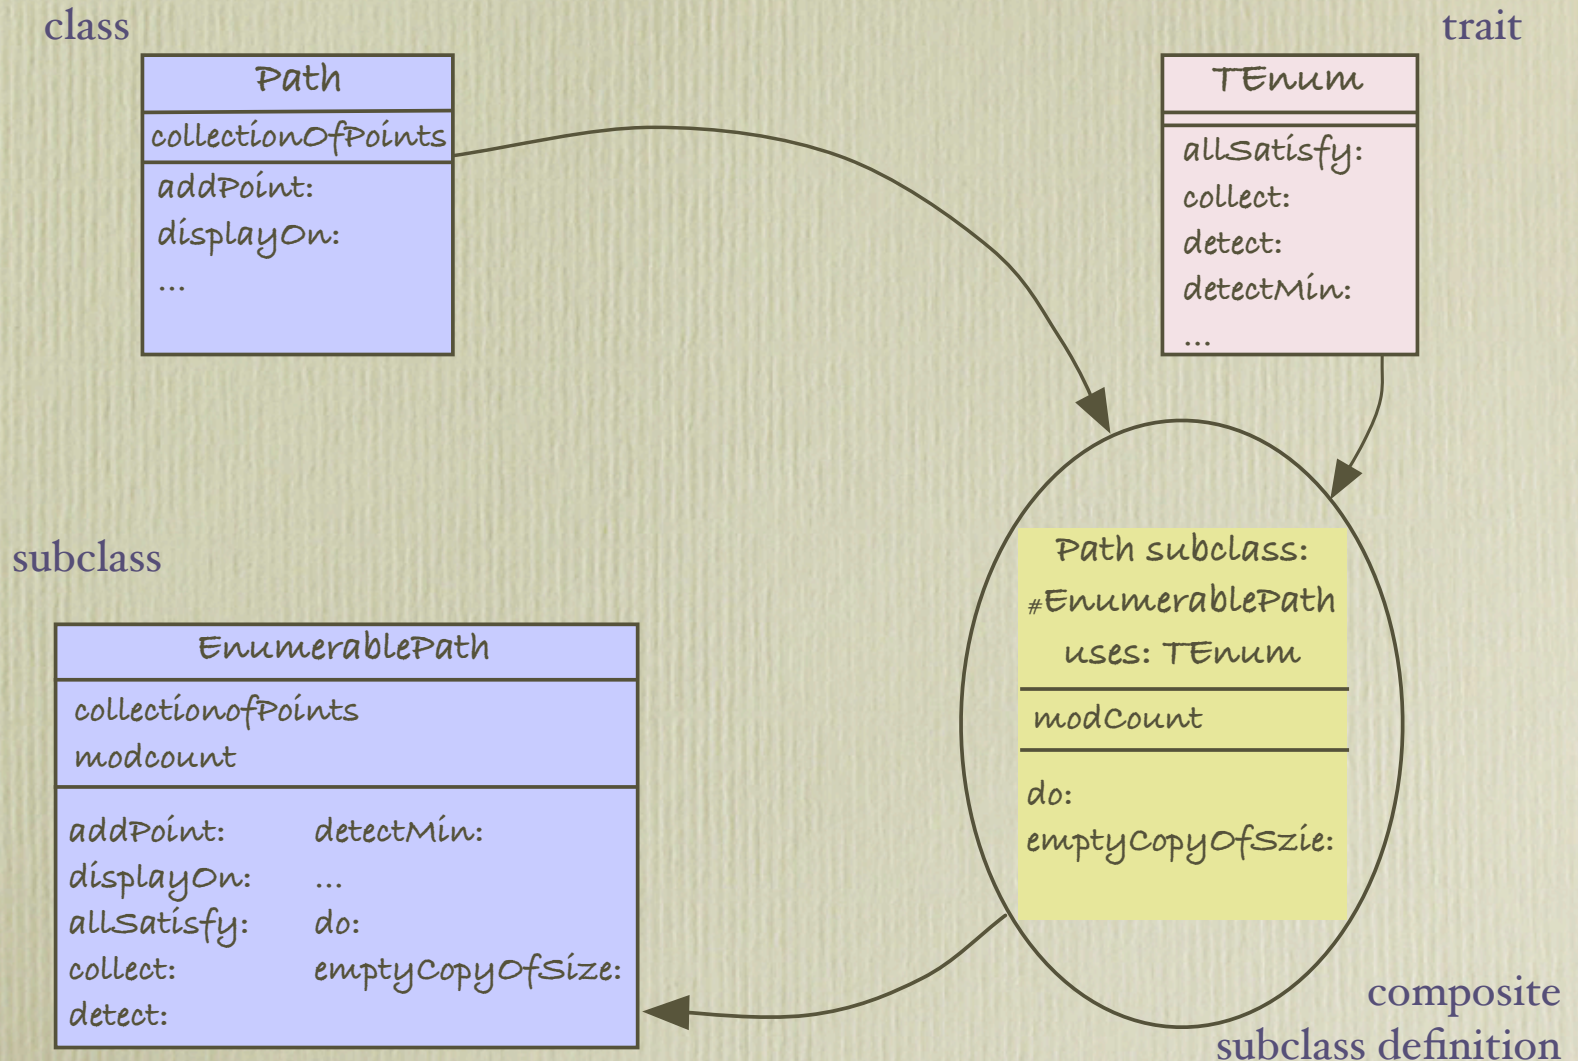 class
Path
collectionOfPoints
addPoint:
displayOn:
...
trait
TEnum
allSatisfy:
collect:
detect:
detectMin:
...
Path subclass:
#EnumerablePath
uses: TEnum
modCount
do:
emptyCopyOfSzie:
composite
subclass definition
subclass
EnumerablePath
collectionofPoints
modcount
addPoint: detectMin:
displayOn: ...
allSatisfy: do:
collect: emptyCopyOfSize:
detect: